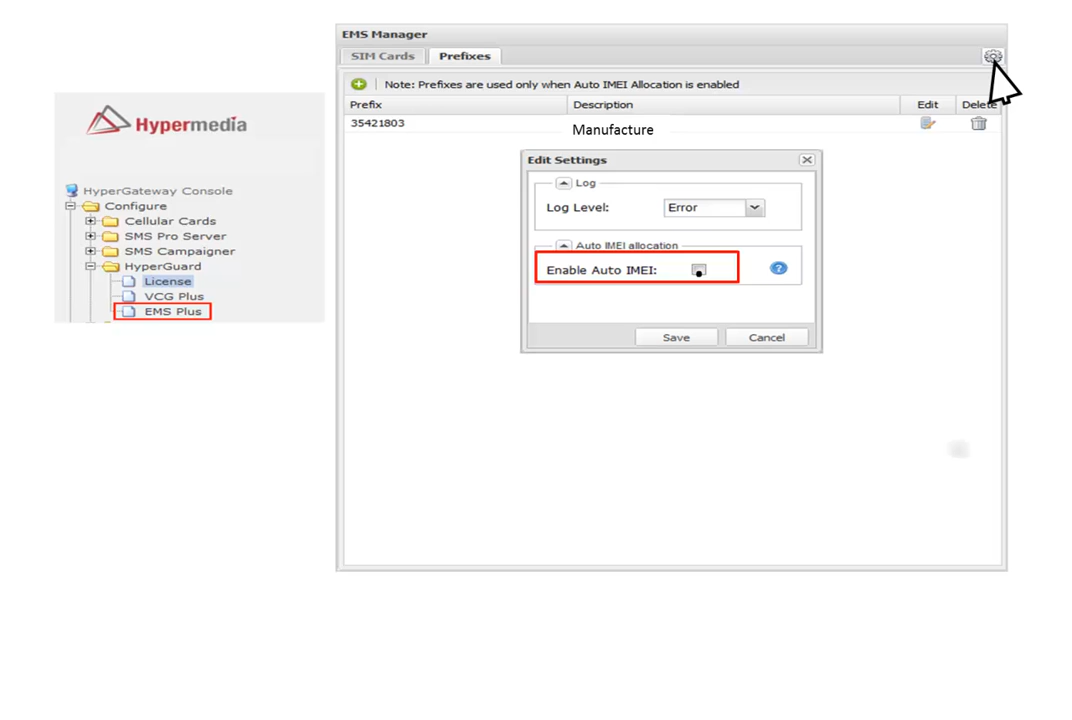 Hypermedia
HyperGateway Console
Configure
Cellular Cards
SMS Pro Server
SMS Campaigner
HyperGuard
License
VCG Plus
EMS Plus
EMS Manager
SIM Cards Prefixes
Note: Prefixes are used only when Auto IMEI Allocation is enabled
Prefix Description Edit Delete
35421803 Manufacture
Edit Settings
Log
Log Level: Error
Auto IMEI allocation
Enable Auto IMEI: ?
Save Cancel